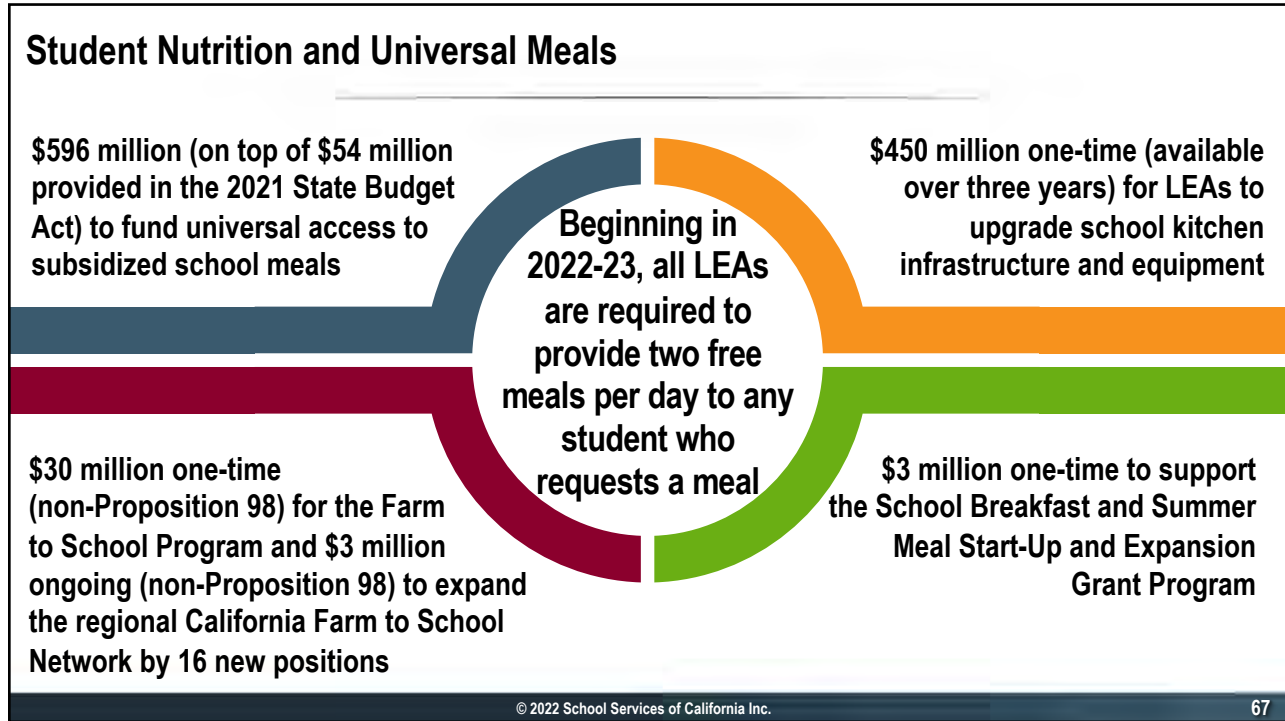 Student Nutrition and Universal Meals
$596 million (on top of $54 million
provided in the 2021 State Budget
Act) to fund universal access to
subsidized school meals
$450 million one-time (available
over three years) for LEAs to
upgrade school kitchen
infrastructure and equipment
Beginning in
2022-23, all LEAs
are required to
provide two free
meals per day to any
student who
requests a meal
$30 million one-time
(non-Proposition 98) for the Farm
to School Program and $3 million
ongoing (non-Proposition 98) to expand
the regional California Farm to School
Network by 16 new positions
$3 million one-time to support
the School Breakfast and Summer
Meal Start-Up and Expansion
Grant Program
© 2022 School Services of California Inc.
67